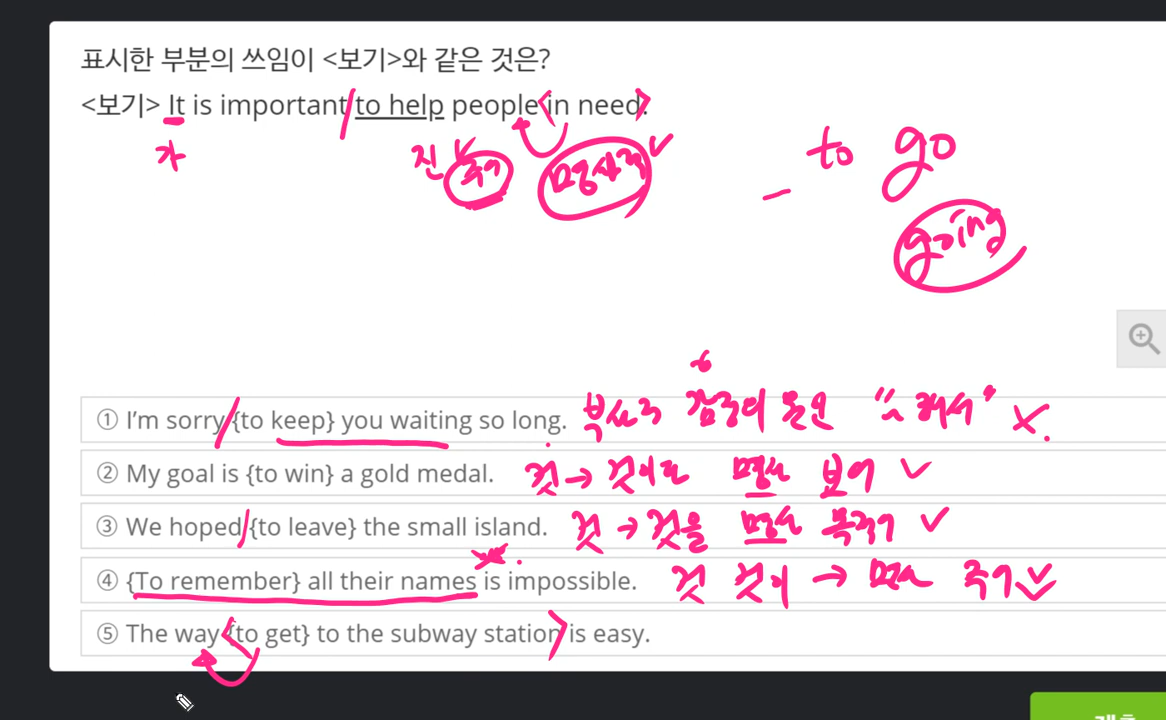 표시한 부분의 쓰임이 <보기>와 같은 것은?
<보기> It is important to help people in need.
가 진 주어 명사적 to go
going
① I’m sorry {to keep} you waiting so long. 부사로 감정의 원인 "~해서" X
② My goal is {to win} a gold medal. 것 → 것이다 명사 보어 ✓
③ We hoped {to leave} the small island. 것 → 것을 명사 목적어 ✓
④ {To remember} all their names is impossible. 것 것이 → 명사 주어 ✓
⑤ The way {to get} to the subway station is easy.